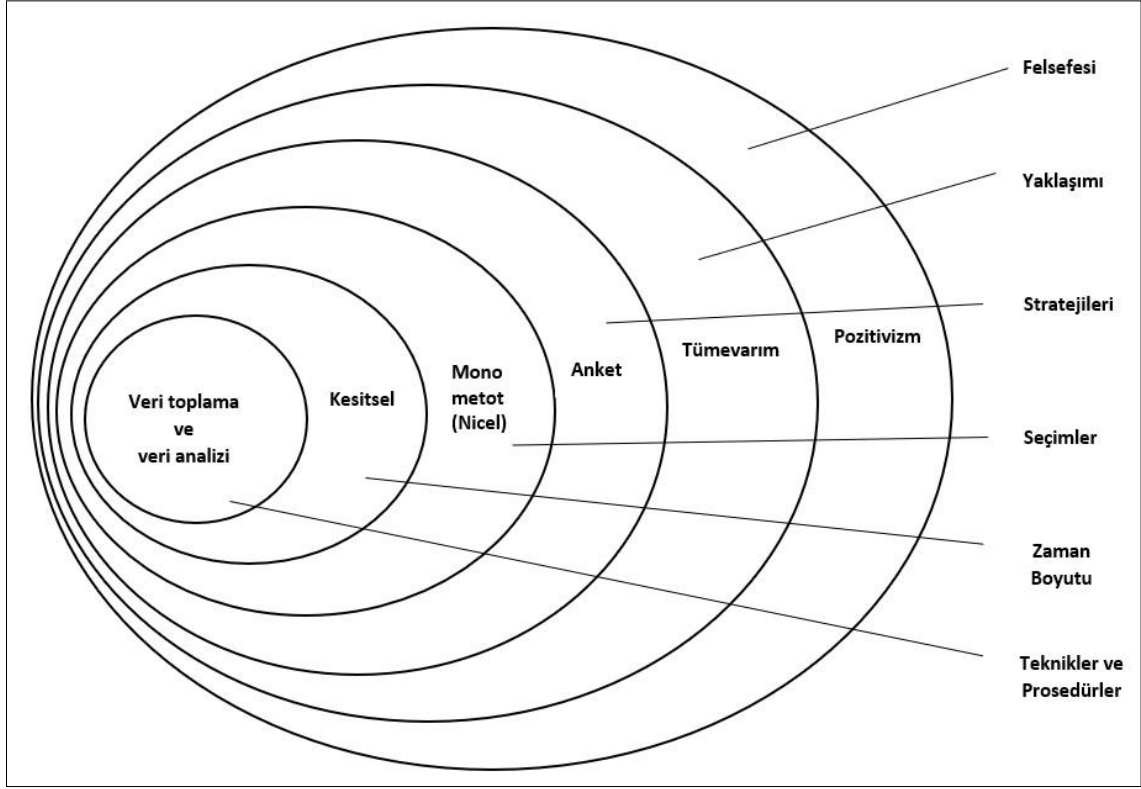 Felsefesi
Yaklaşımı
Stratejileri
Pozitivizm
Tümevarım
Anket
Mono
metot
(Nicel)
Kesitsel
Veri toplama
ve
veri analizi
Seçimler
Zaman
Boyutu
Teknikler ve
Prosedürler